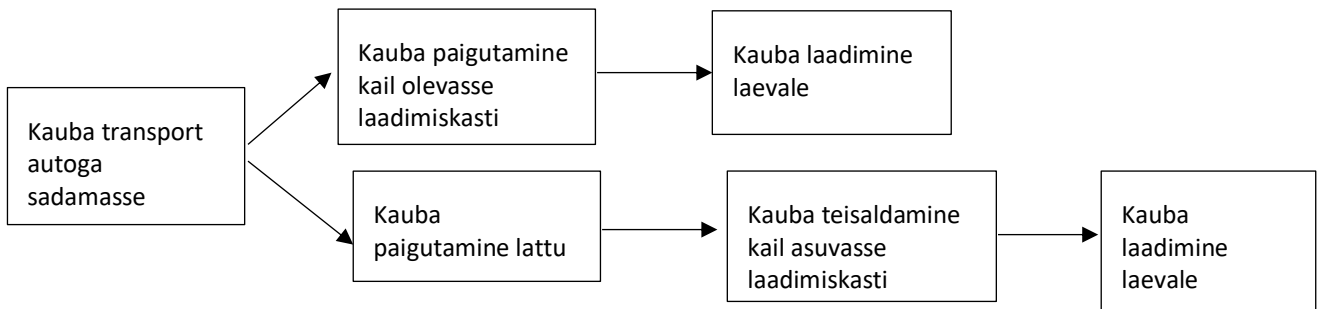 Kauba transport
autoga
sadamasse
Kauba paigutamine
kail olevasse
laadimiskasti
Kauba laadimine
laevale
Kauba
paigutamine lattu
Kauba teisaldamine
kail asuvasse
laadimiskasti
Kauba
laadimine
laevale